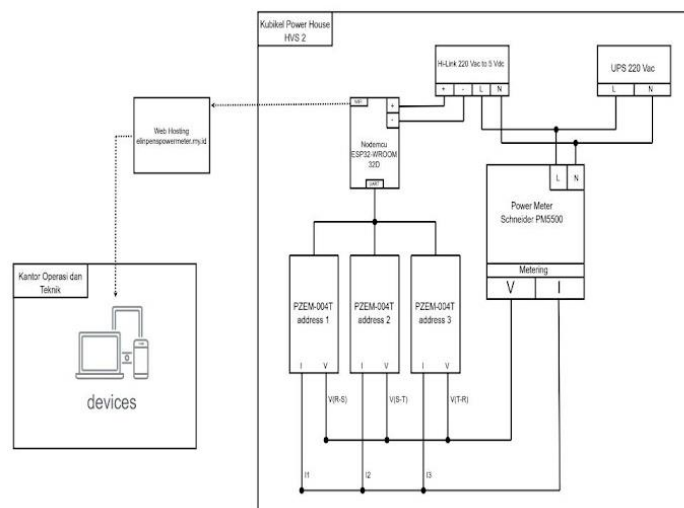 Kubikel Power House
HVS 2
Hi-Link 220 Vac to 5 Vdc
+ - L N
UPS 220 Vac
L N
WiFi
+
-
Nodemcu
ESP32-WROOM
32D
UART
Web Hosting
elinpenspowermeter.my.id
L N
Power Meter
Schneider PM5500
Metering
V I
Kantor Operasi dan
Teknik
devices
PZEM-004T
address 1
I V
PZEM-004T
address 2
I V
PZEM-004T
address 3
I V
V(R-S)
V(S-T)
V(T-R)
I1
I2
I3